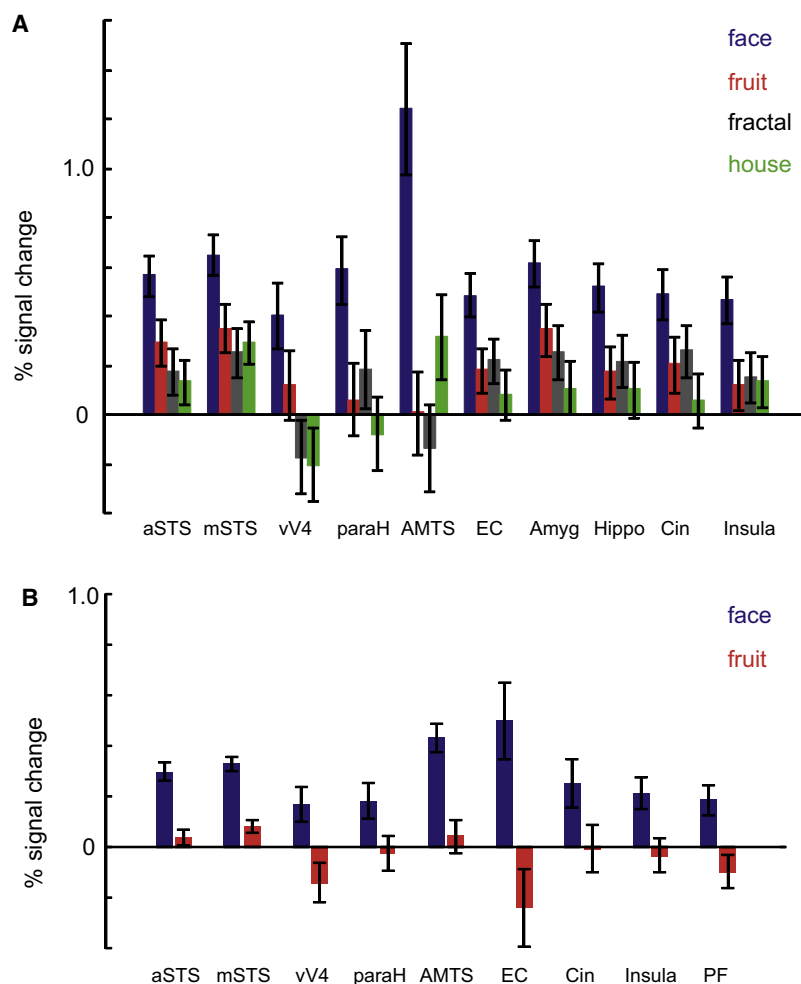 A
face
fruit
fractal
house
% signal change
1.0
0
aSTS mSTS vV4 paraH AMTS EC Amyg Hippo Cin Insula
B
1.0
face
fruit
% signal change
0
aSTS mSTS vV4 paraH AMTS EC Cin Insula PF